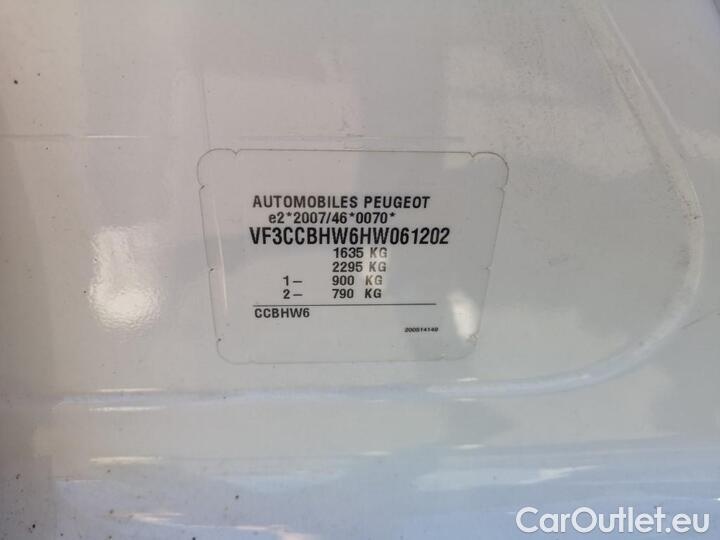 AUTOMOBILES PEUGEOT
e2*2007/46*0070*
VF3CCBHW6HW061202
1635 KG
2295 KG
1– 900 KG
2– 790 KG
CCBHW6
200514149
CarOutlet.eu